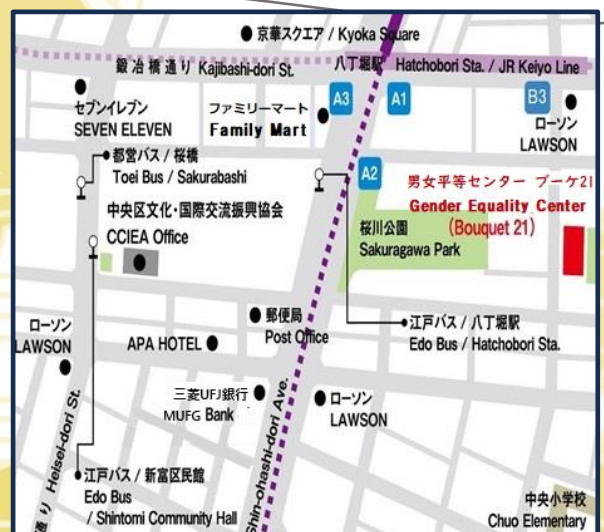 京華スクエア / Kyoka Square
鍛冶橋通り Kajibashi-dori St.
八丁堀駅 Hatchobori Sta. / JR Keiyo Line
セブンイレブン
SEVEN ELEVEN
ファミリーマート
Family Mart
A3
A1
B3
ローソン
LAWSON
都営バス / 桜橋
Toei Bus / Sakurabashi
A2
男女平等センター ブーケ21
Gender Equality Center
(Bouquet 21)
中央区文化・国際交流振興協会
CCIEA Office
桜川公園
Sakuragawa Park
郵便局
Post Office
江戸バス / 八丁堀駅
Edo Bus / Hatchobori Sta.
ローソン
LAWSON
APA HOTEL
三菱UFJ銀行
MUFG Bank
ローソン
LAWSON
通り Heisei-dori St.
Shin-ohashi-dori Ave.
江戸バス / 新富区民館
Edo Bus
/ Shintomi Community Hall
中央小学校
Chuo Elementary